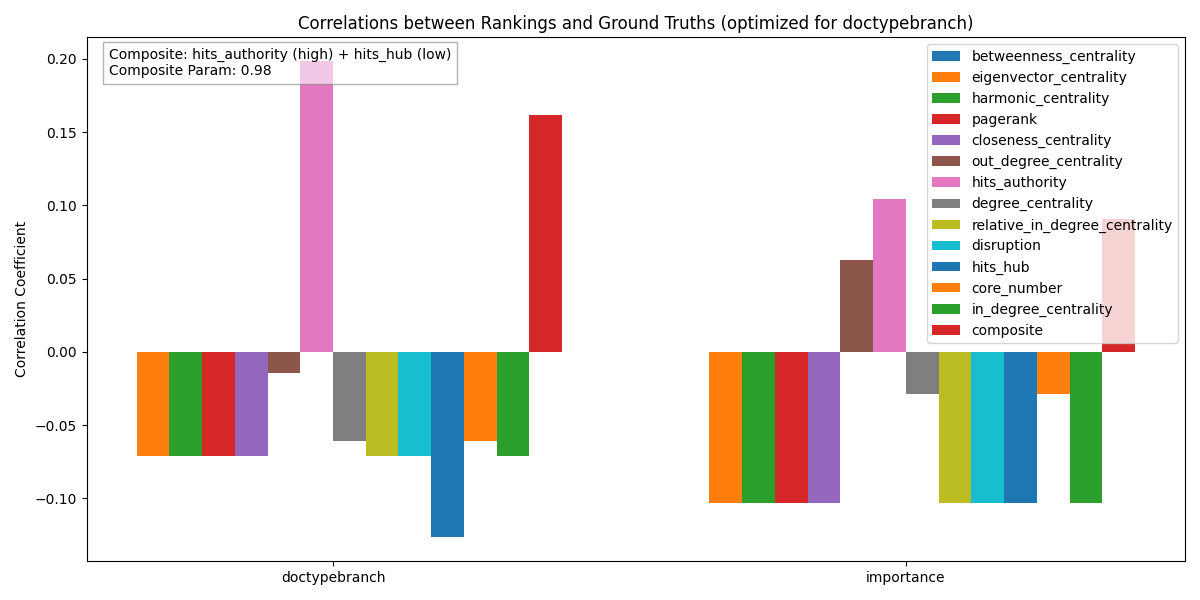 Correlations between Rankings and Ground Truths (optimized for doctypebranch)
Composite: hits_authority (high) + hits_hub (low)
Composite Param: 0.98
betweenness_centrality
eigenvector_centrality
harmonic_centrality
pagerank
closeness_centrality
out_degree_centrality
hits_authority
degree_centrality
relative_in_degree_centrality
disruption
hits_hub
core_number
in_degree_centrality
composite
Correlation Coefficient
0.20
0.15
0.10
0.05
0.00
−0.05
−0.10
doctypebranch
importance